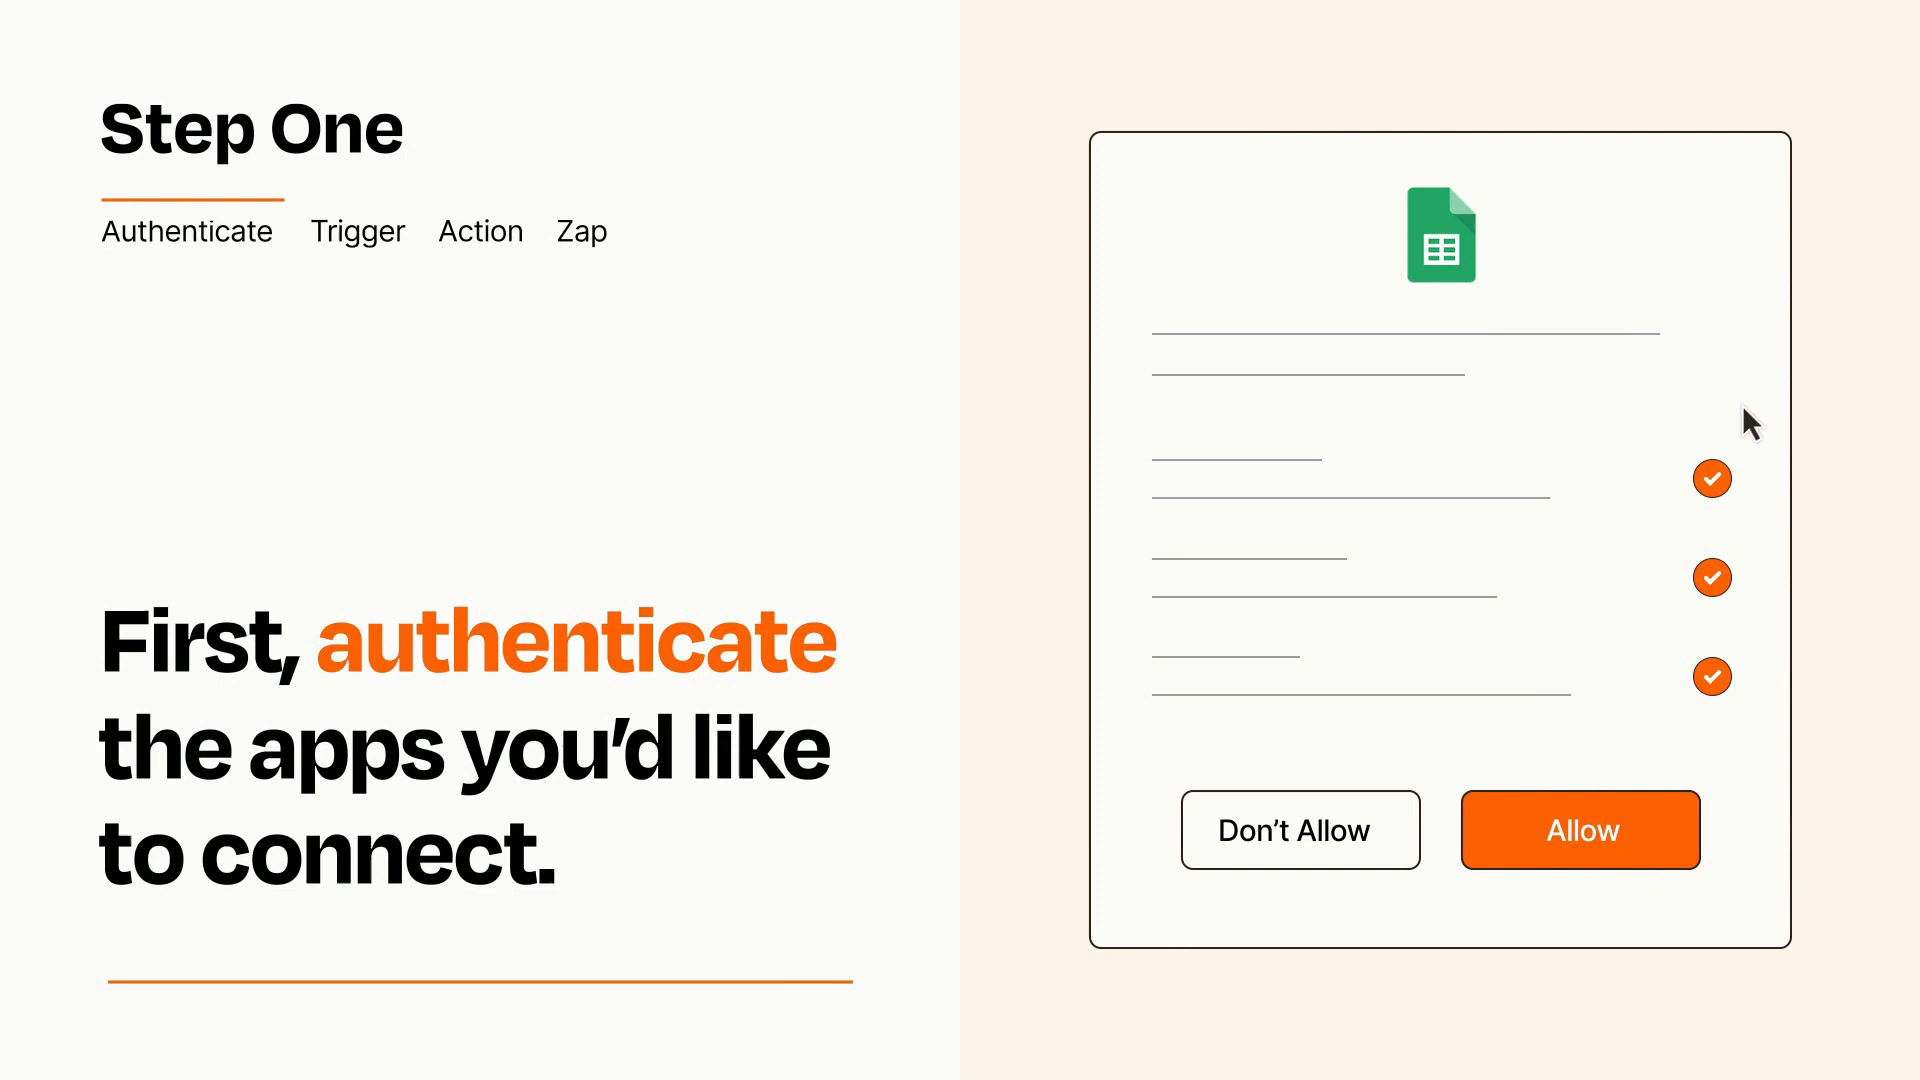 Step One
Authenticate Trigger Action Zap
First, authenticate
the apps you’d like
to connect.
Don’t Allow
Allow